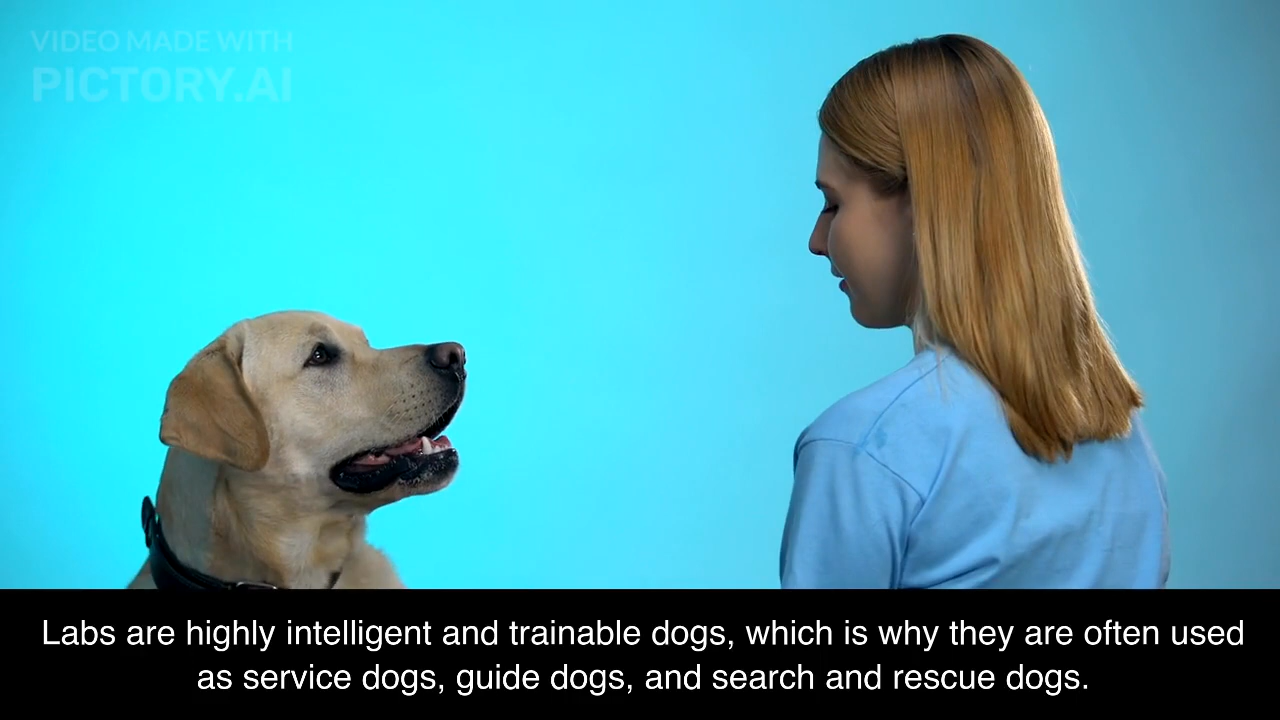 VIDEO MADE WITH
PICTORY.AI
Labs are highly intelligent and trainable dogs, which is why they are often used
as service dogs, guide dogs, and search and rescue dogs.